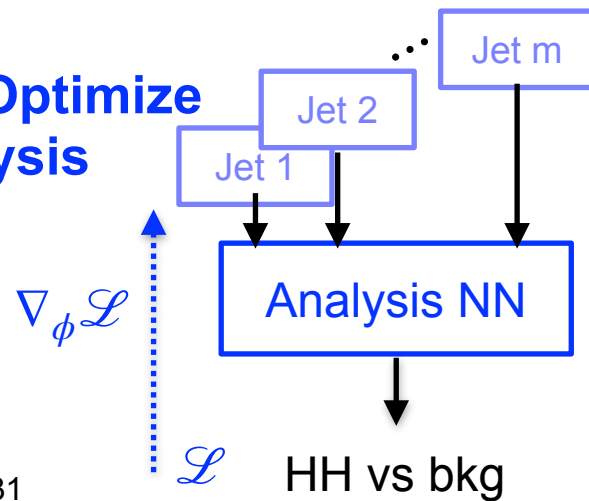 Jet m
Optimize
Jet 2
ysis
Jet 1
∇ϕℒ
Analysis NN
ℒ
HH vs bkg
31